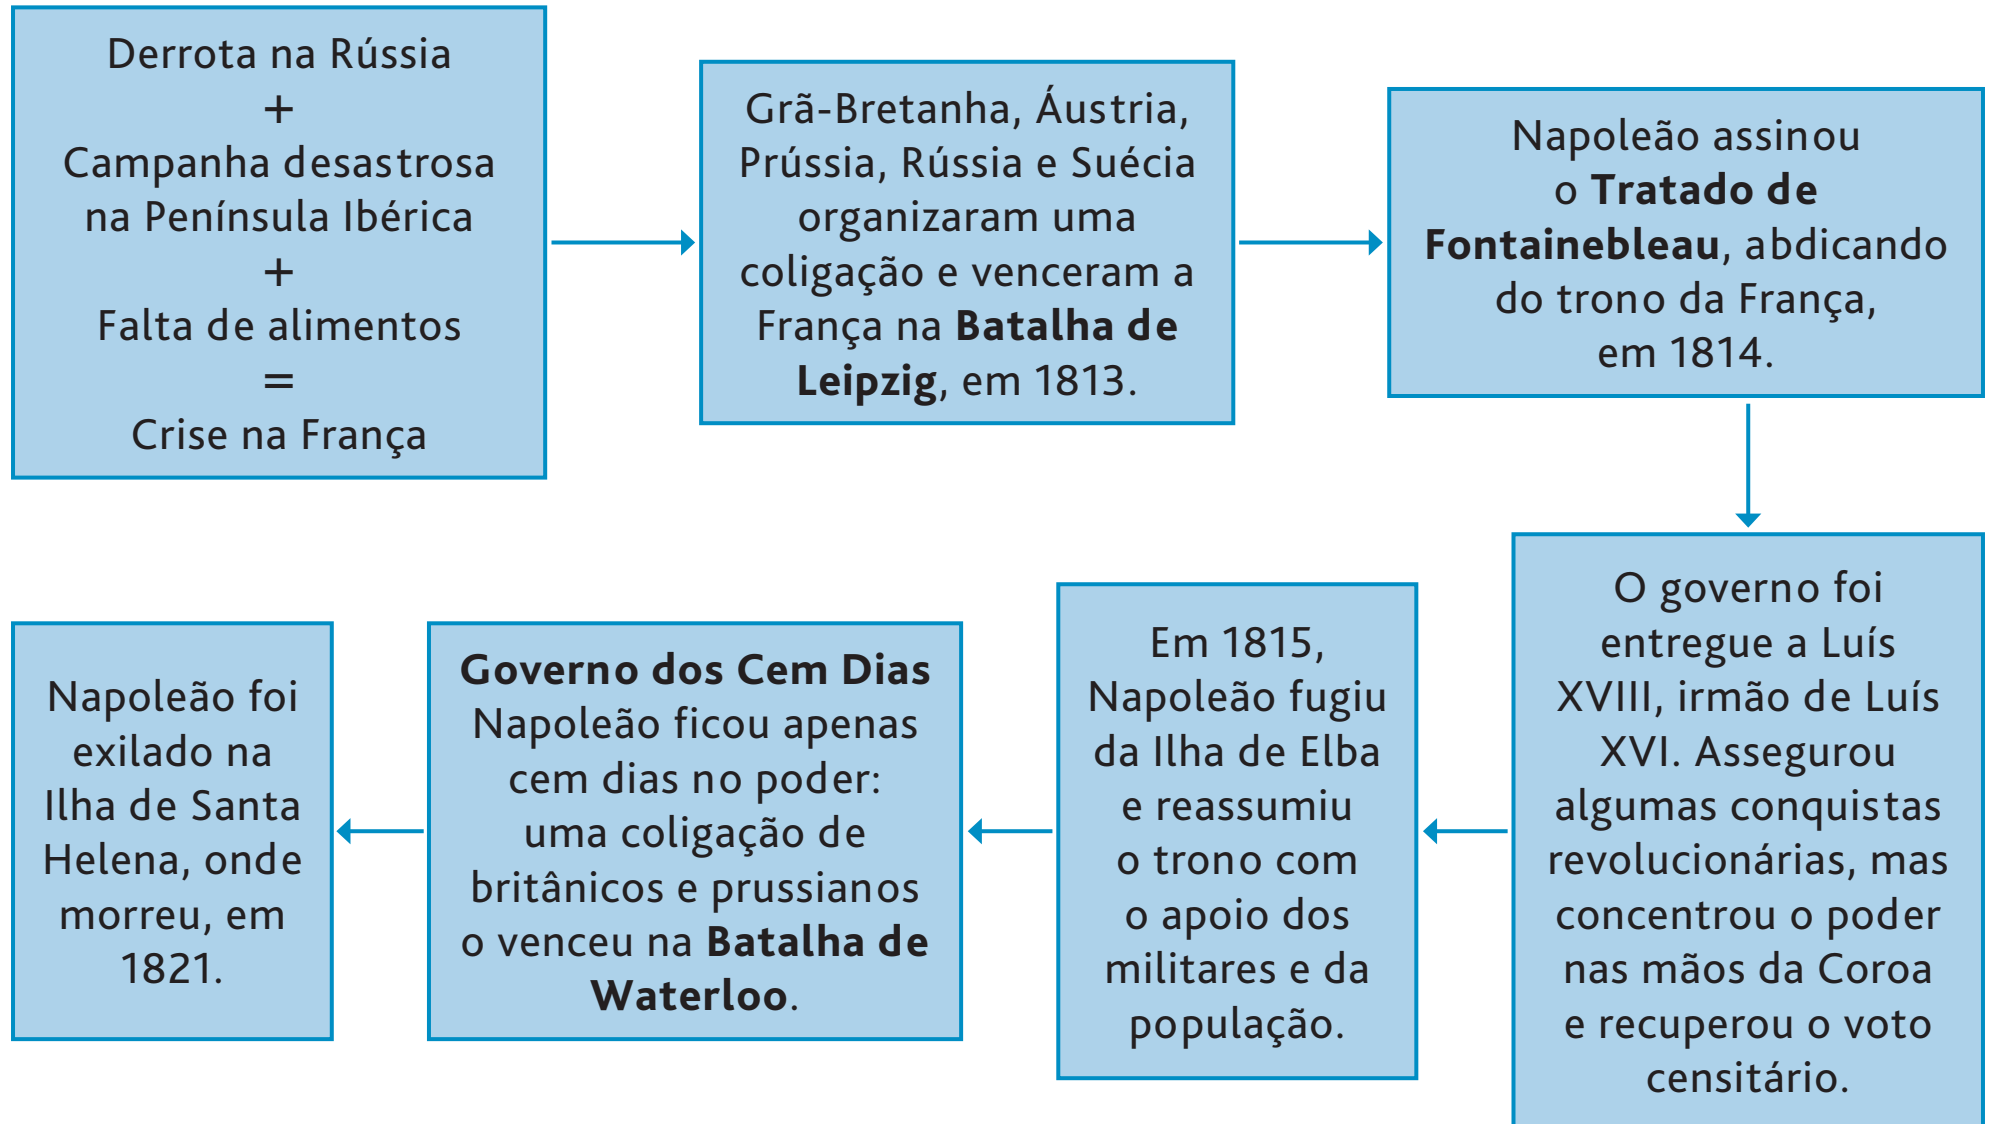 Derrota na Rússia
+
Campanha desastrosa
na Península Ibérica
+
Falta de alimentos
=
Crise na França
Grã-Bretanha, Áustria,
Prússia, Rússia e Suécia
organizaram uma
coligação e venceram a
França na Batalha de
Leipzig, em 1813.
Napoleão assinou
o Tratado de
Fontainebleau, abdicando
do trono da França,
em 1814.
O governo foi
entregue a Luís
XVIII, irmão de Luís
XVI. Assegurou
algumas conquistas
revolucionárias, mas
concentrou o poder
nas mãos da Coroa
e recuperou o voto
censitário.
Em 1815,
Napoleão fugiu
da Ilha de Elba
e reassumiu
o trono com
o apoio dos
militares e da
população.
Governo dos Cem Dias
Napoleão ficou apenas
cem dias no poder:
uma coligação de
britânicos e prussianos
o venceu na Batalha de
Waterloo.
Napoleão foi
exilado na
Ilha de Santa
Helena, onde
morreu, em
1821.